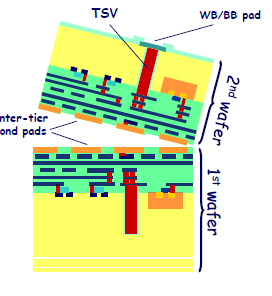 TSV
WB/BB pad
2nd wafer
nter-tier
ond pads
1st wafer